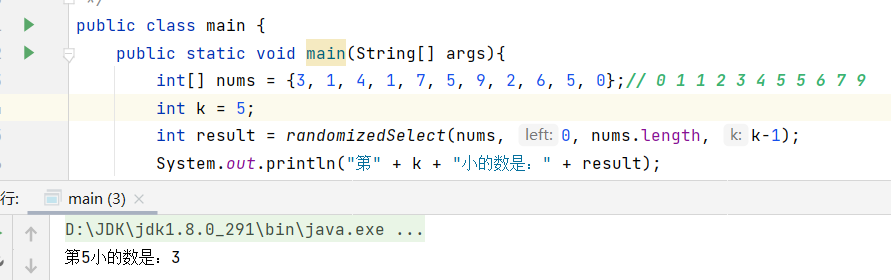 */
public class main {
public static void main(String[] args){
int[] nums = {3, 1, 4, 1, 7, 5, 9, 2, 6, 5, 0};// 0 1 1 1 2 3 4 5 5 6 7 9
int k = 5;
int result = randomizedSelect(nums, left: 0, nums.length, k: k-1);
System.out.println("第" + k + "小的数是：" + result);
行: main (3) ×
D:\JDK\jdk1.8.0_291\bin\java.exe ...
第5小的数是：3